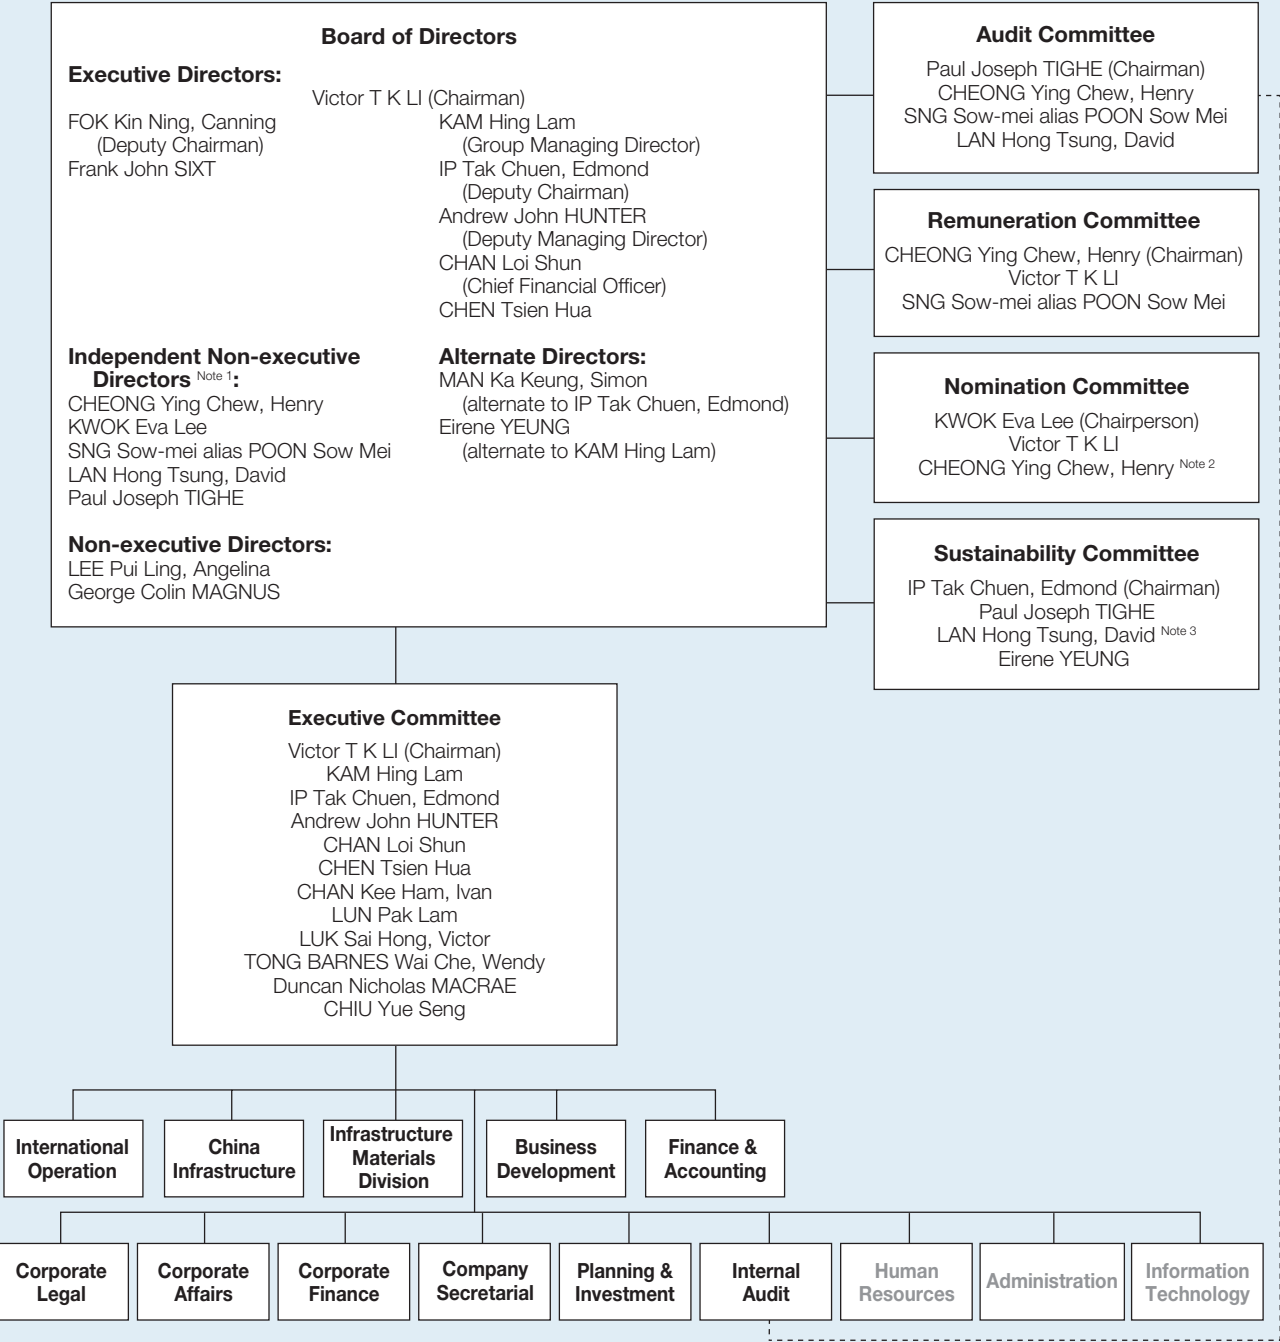 Board of Directors
Executive Directors:
Victor T K LI (Chairman)
FOK Kin Ning, Canning
(Deputy Chairman)
Frank John SIXT
KAM Hing Lam
(Group Managing Director)
IP Tak Chuen, Edmond
(Deputy Chairman)
Andrew John HUNTER
(Deputy Managing Director)
CHAN Loi Shun
(Chief Financial Officer)
CHEN Tsien Hua
Independent Non-executive
Directors Note 1:
CHEONG Ying Chew, Henry
KWOK Eva Lee
SNG Sow-mei alias POON Sow Mei
LAN Hong Tsung, David
Paul Joseph TIGHE
Alternate Directors:
MAN Ka Keung, Simon
(alternate to IP Tak Chuen, Edmond)
Eirene YEUNG
(alternate to KAM Hing Lam)
Non-executive Directors:
LEE Pui Ling, Angelina
George Colin MAGNUS
Audit Committee
Paul Joseph TIGHE (Chairman)
CHEONG Ying Chew, Henry
SNG Sow-mei alias POON Sow Mei
LAN Hong Tsung, David
Remuneration Committee
CHEONG Ying Chew, Henry (Chairman)
Victor T K LI
SNG Sow-mei alias POON Sow Mei
Nomination Committee
KWOK Eva Lee (Chairperson)
Victor T K LI
CHEONG Ying Chew, Henry Note 2
Sustainability Committee
IP Tak Chuen, Edmond (Chairman)
Paul Joseph TIGHE
LAN Hong Tsung, David Note 3
Eirene YEUNG
Executive Committee
Victor T K LI (Chairman)
KAM Hing Lam
IP Tak Chuen, Edmond
Andrew John HUNTER
CHAN Loi Shun
CHEN Tsien Hua
CHAN Kee Ham, Ivan
LUN Pak Lam
LUK Sai Hong, Victor
TONG BARNES Wai Che, Wendy
Duncan Nicholas MACRAE
CHIU Yue Seng
International
Operation
China
Infrastructure
Infrastructure
Materials
Division
Business
Development
Finance &
Accounting
Corporate
Legal
Corporate
Affairs
Corporate
Finance
Company
Secretarial
Planning &
Investment
Internal
Audit
Human
Resources
Administration
Information
Technology